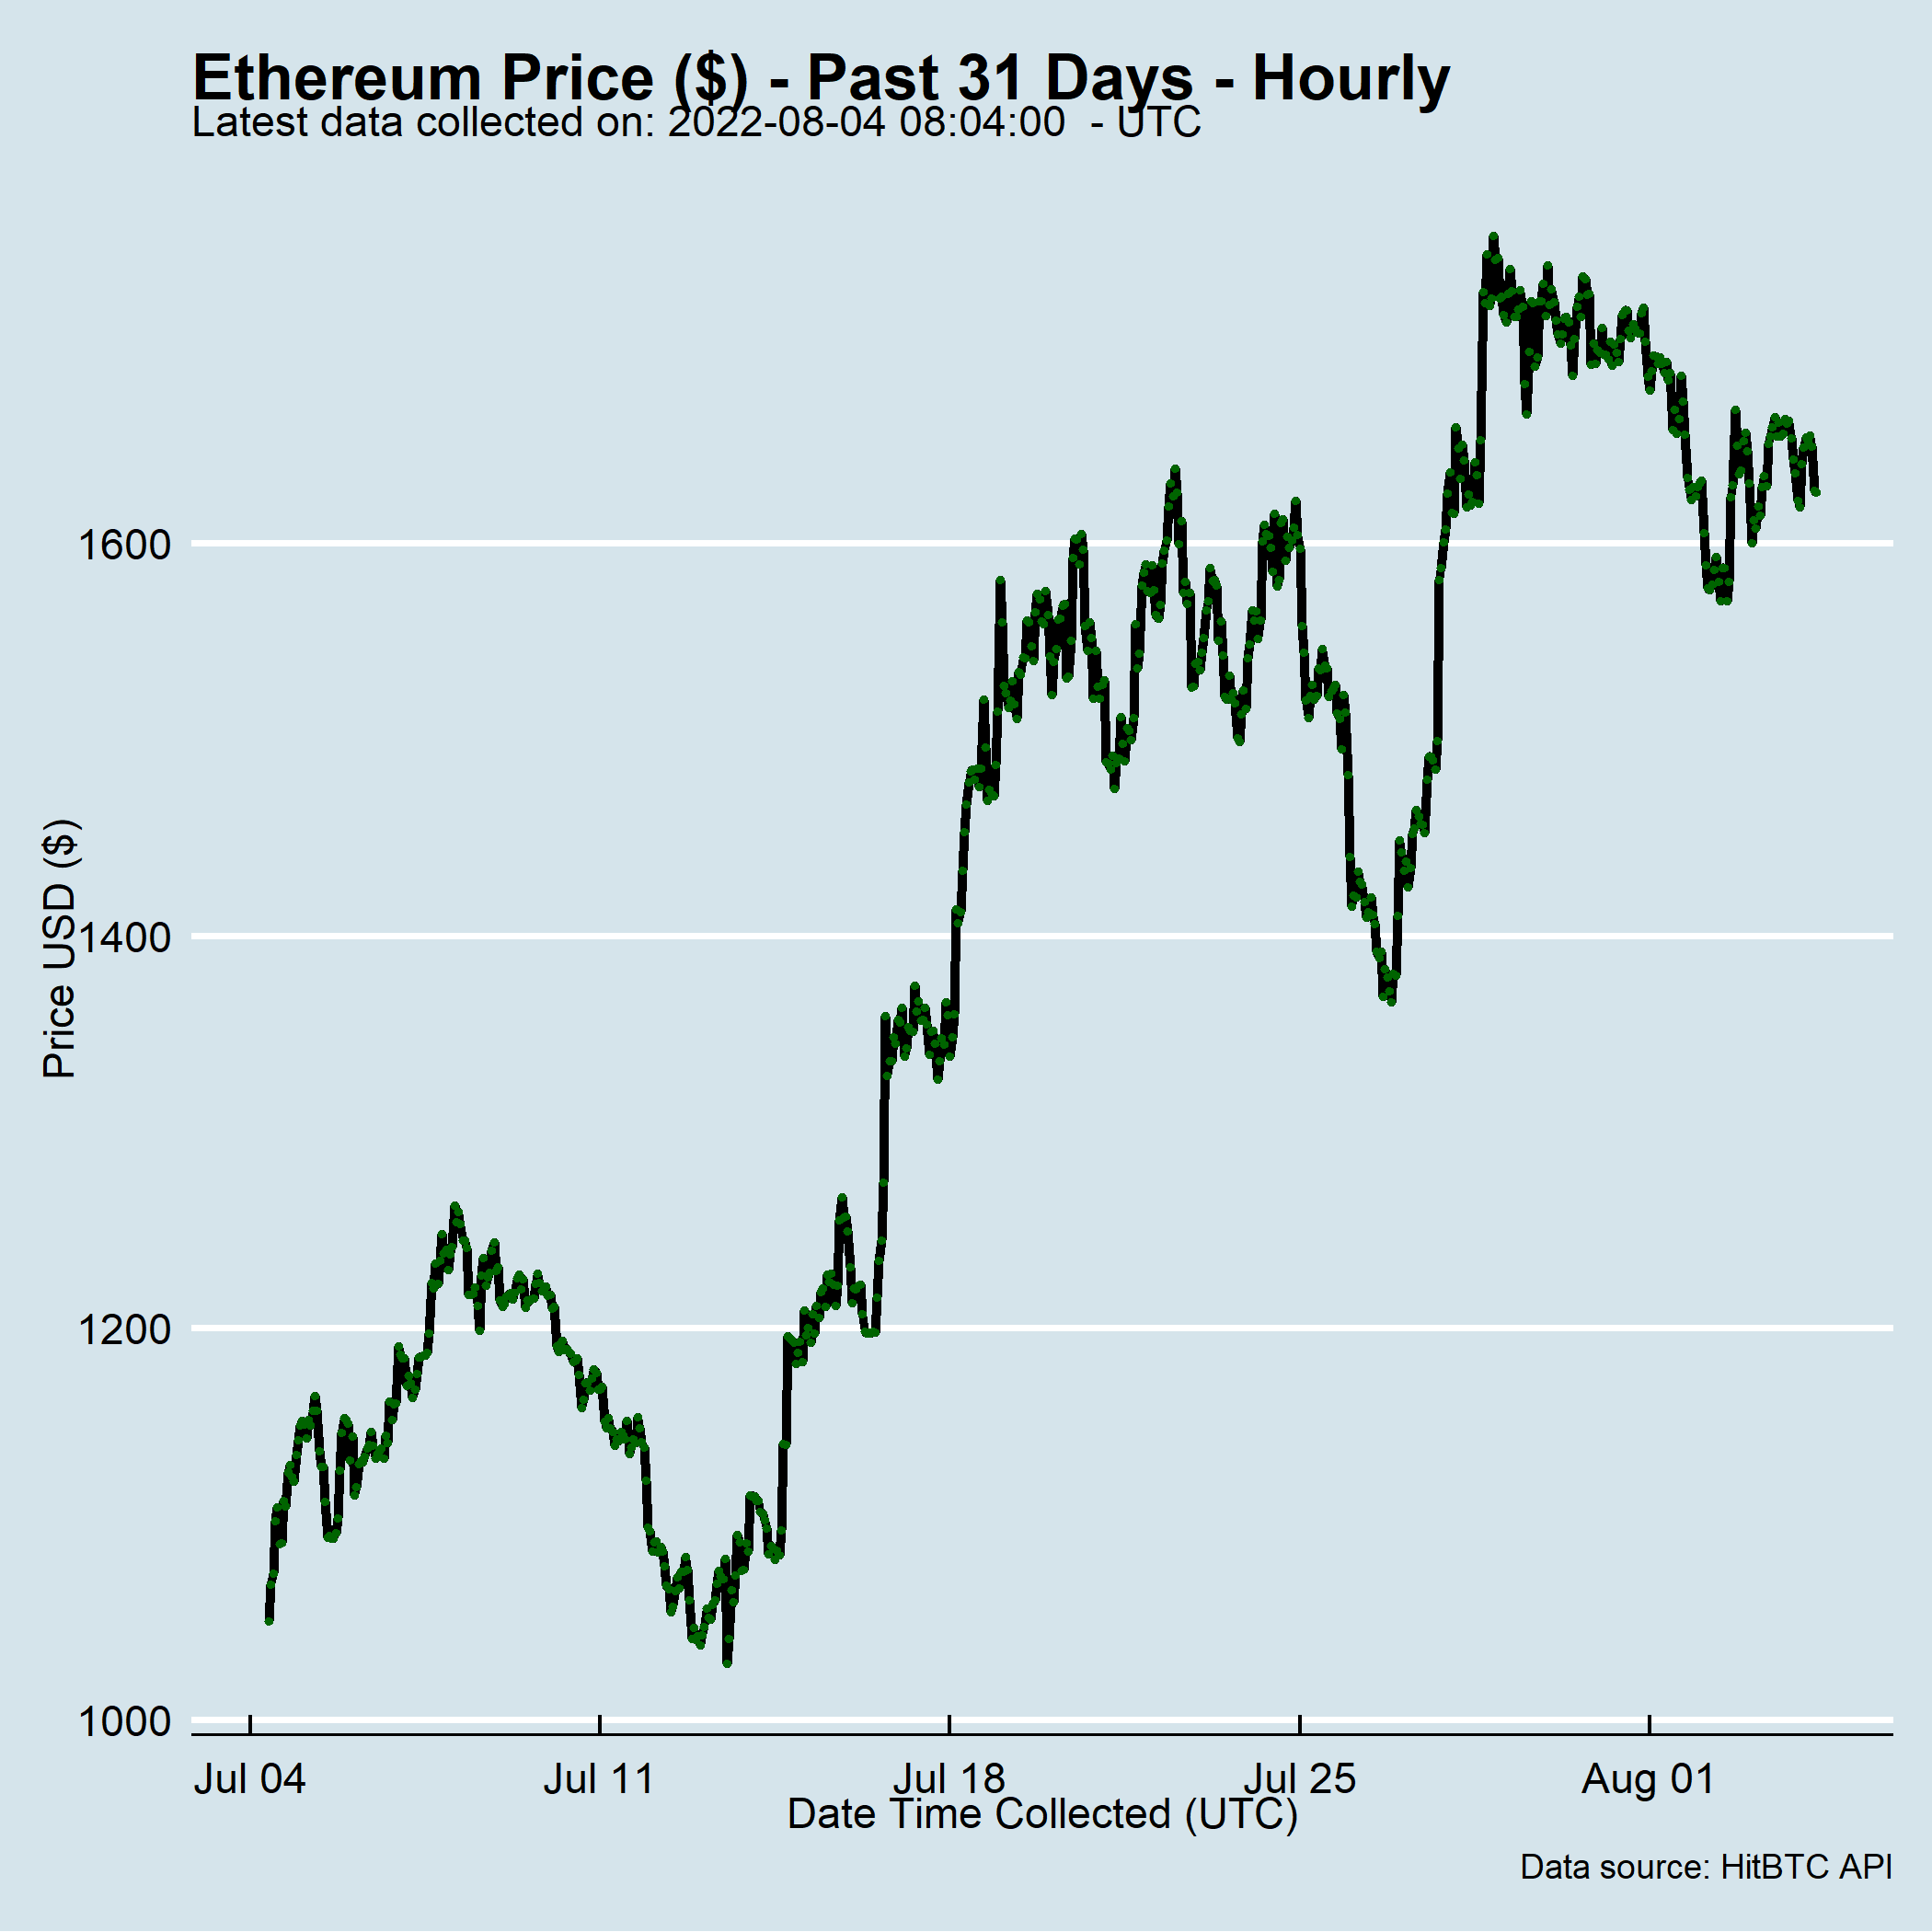 Ethereum Price ($) - Past 31 Days - Hourly
Latest data collected on: 2022-08-04 08:04:00  - UTC
Price USD ($)
1600
1400
1200
1000
Jul 04
Jul 11
Jul 18
Jul 25
Aug 01
Date Time Collected (UTC)
Data source: HitBTC API